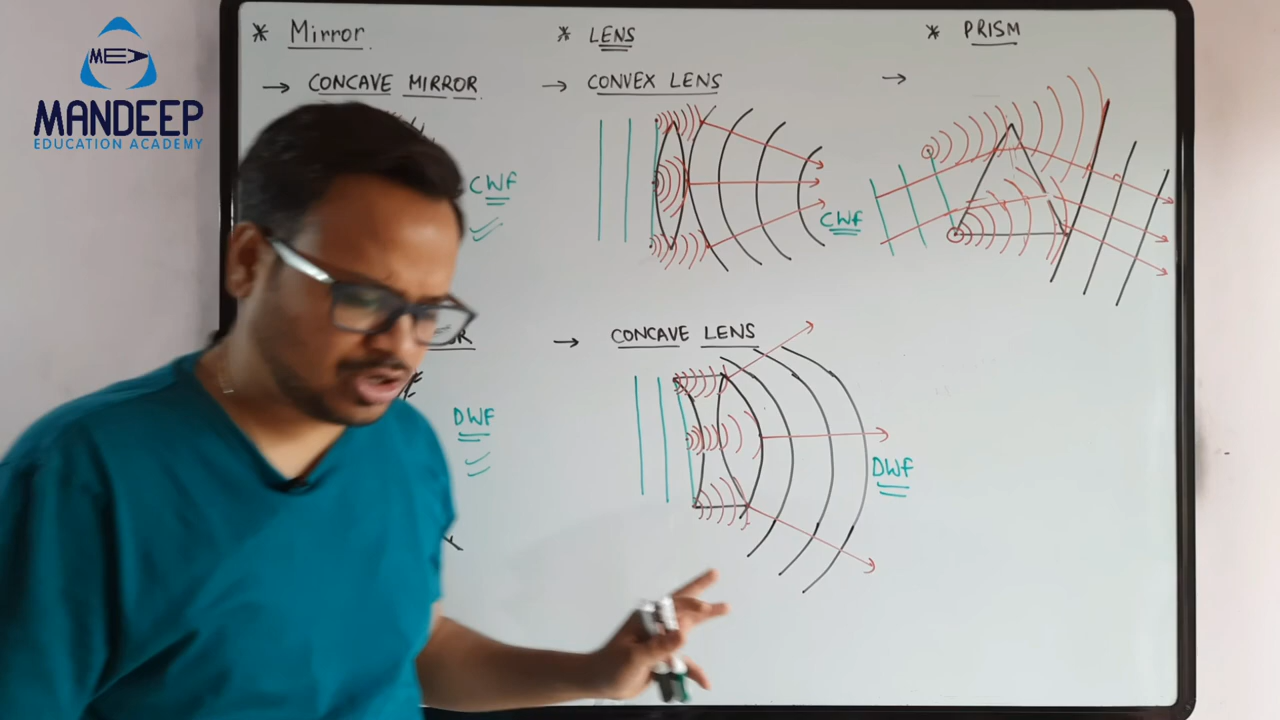 MANDEEP
EDUCATION ACADEMY
* Mirror
→ CONCAVE MIRROR
CWF
DWF
* LENS
→ CONVEX LENS
CWF
→ CONCAVE LENS
DWF
* PRISM
→